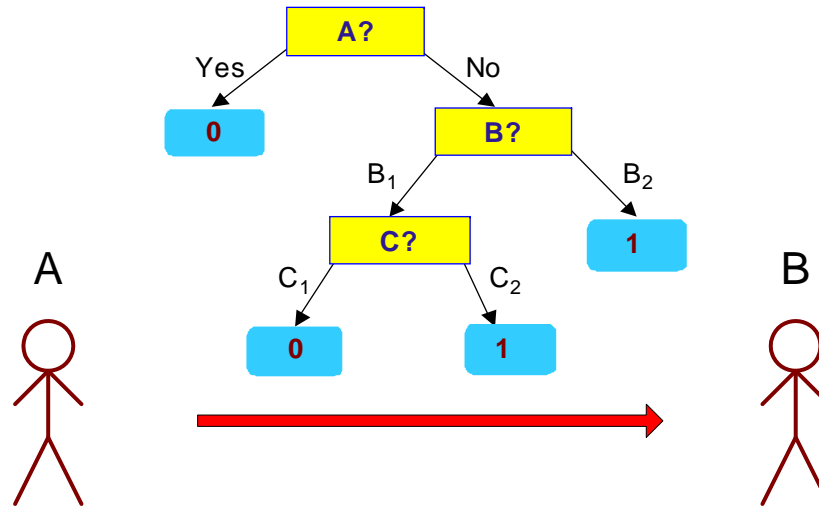 A?
Yes
No
0
B?
B₁
B₂
C?
1
A
B
C₁
C₂
0
1